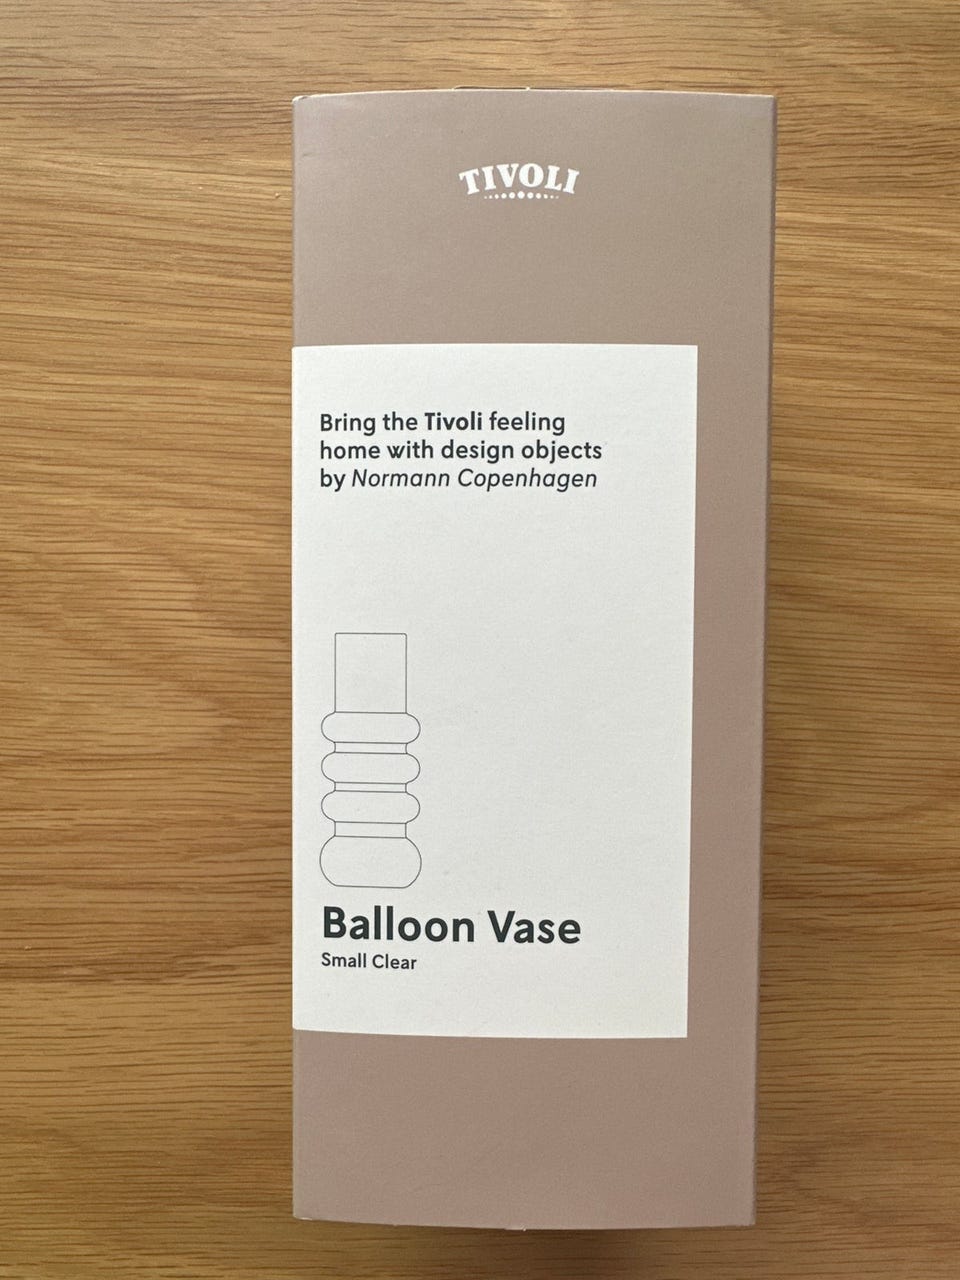 TIVOLI
Bring the Tivoli feeling
home with design objects
by Normann Copenhagen
Balloon Vase
Small Clear